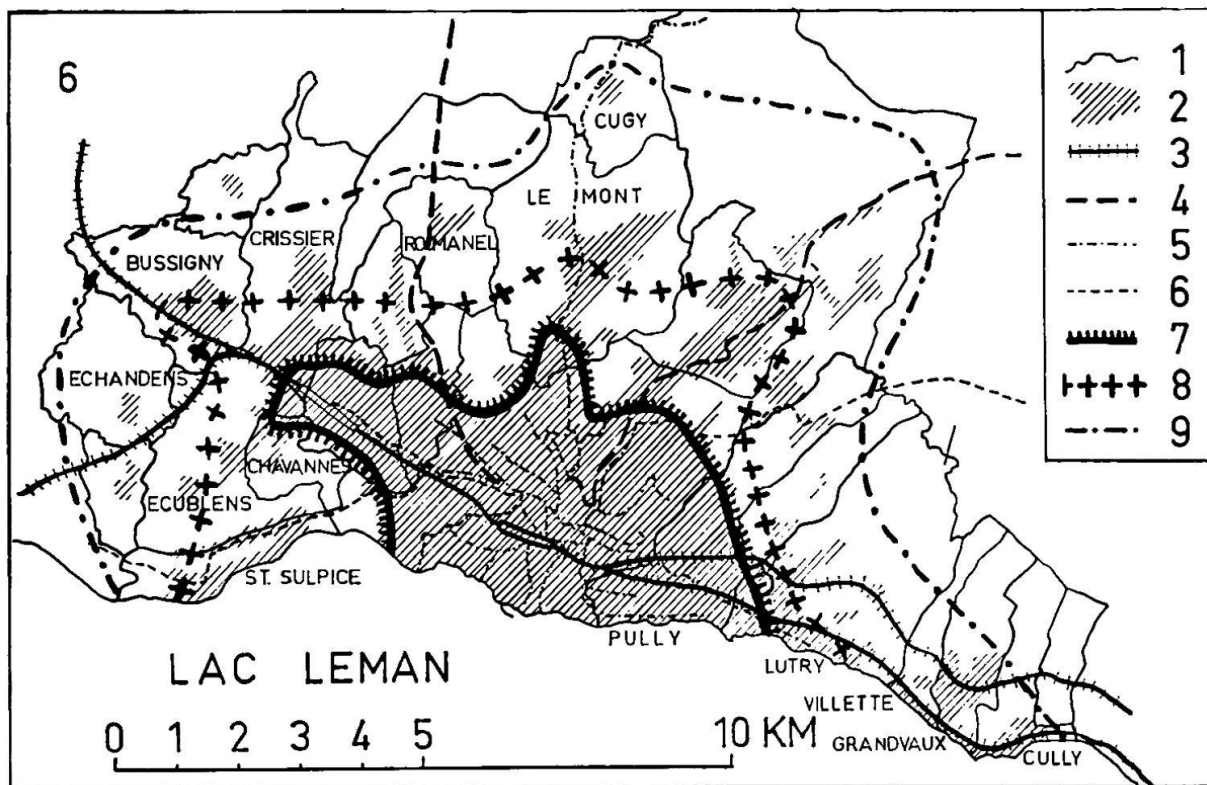 6
CUGY
LE MONT
CRISSIER
ROMANEL
BUSSIGNY
ECHANDENS
CHAVANNES
ECUBLENS
ST. SULPICE
PULLY
LAC LEMAN
LUTRY
VILLETTE
GRANDVAUX
CULLY
0 1 2 3 4 5 10 KM
1
2
3
4
5
6
7
8
9